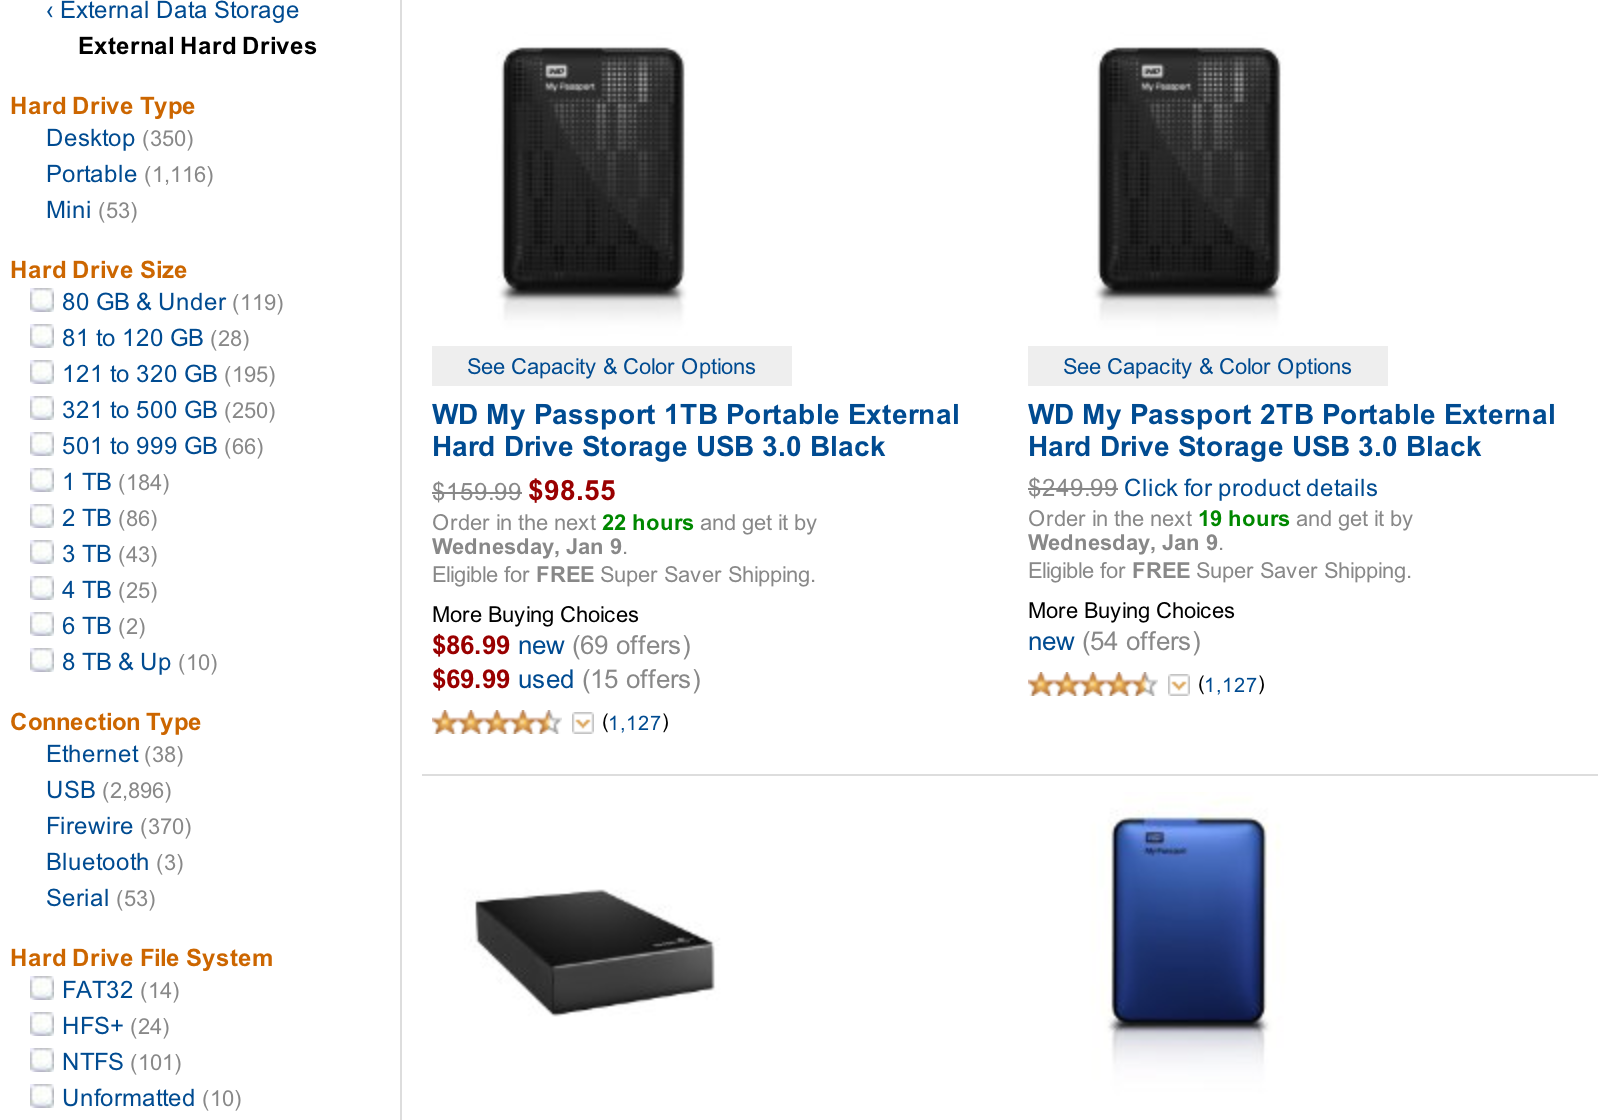 ‹ External Data Storage
External Hard Drives
Hard Drive Type
Desktop (350)
Portable (1,116)
Mini (53)
Hard Drive Size
80 GB & Under (119)
81 to 120 GB (28)
121 to 320 GB (195)
321 to 500 GB (250)
501 to 999 GB (66)
1 TB (184)
2 TB (86)
3 TB (43)
4 TB (25)
6 TB (2)
8 TB & Up (10)
Connection Type
Ethernet (38)
USB (2,896)
Firewire (370)
Bluetooth (3)
Serial (53)
Hard Drive File System
FAT32 (14)
HFS+ (24)
NTFS (101)
Unformatted (10)
WD
My Passport
See Capacity & Color Options
WD My Passport 1TB Portable External
Hard Drive Storage USB 3.0 Black
$159.99 $98.55
Order in the next 22 hours and get it by
Wednesday, Jan 9.
Eligible for FREE Super Saver Shipping.
More Buying Choices
$86.99 new (69 offers)
$69.99 used (15 offers)
(1,127)
WD
My Passport
See Capacity & Color Options
WD My Passport 2TB Portable External
Hard Drive Storage USB 3.0 Black
$249.99 Click for product details
Order in the next 19 hours and get it by
Wednesday, Jan 9.
Eligible for FREE Super Saver Shipping.
More Buying Choices
new (54 offers)
(1,127)
WD
My Passport